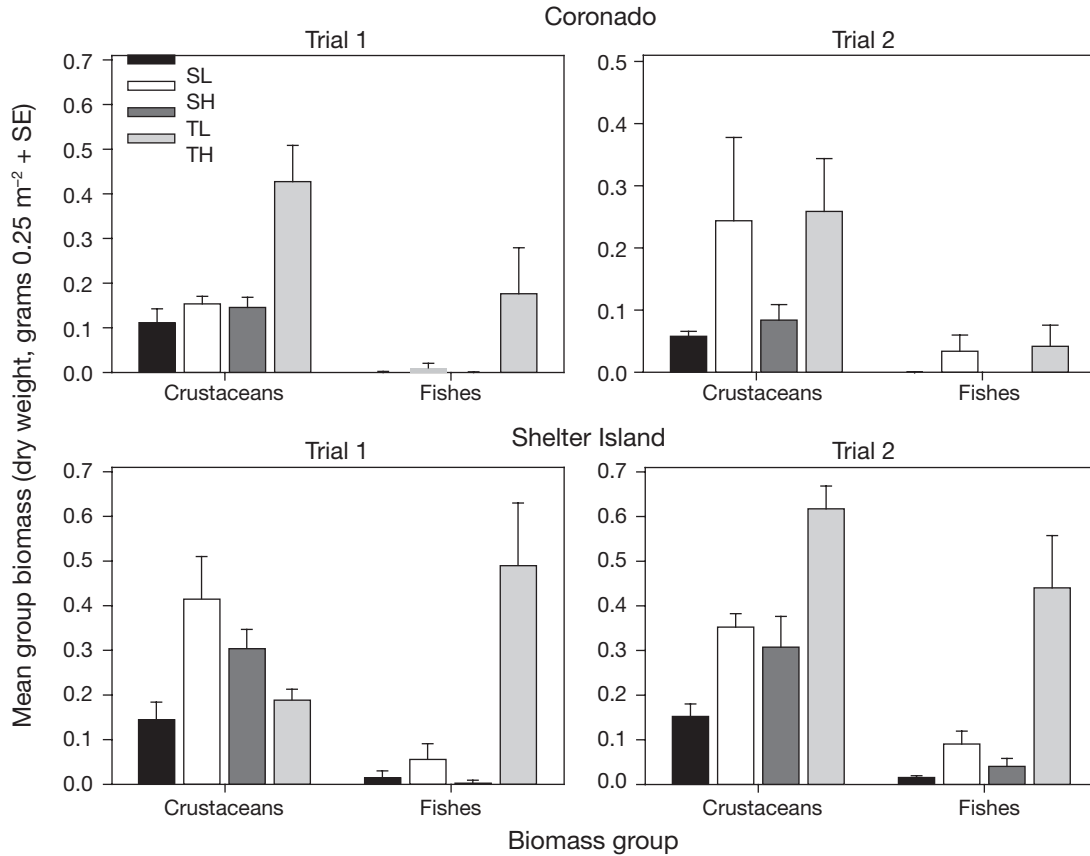 Coronado
Trial 1
Trial 2
0.7
0.6
0.5
0.4
0.3
0.2
0.1
0.0
SL
SH
TL
TH
Crustaceans
Fishes
0.5
0.4
0.3
0.2
0.1
0.0
Crustaceans
Fishes
Mean group biomass (dry weight, grams 0.25 m⁻² + SE)
Shelter Island
Trial 1
Trial 2
0.7
0.6
0.5
0.4
0.3
0.2
0.1
0.0
Crustaceans
Fishes
0.7
0.6
0.5
0.4
0.3
0.2
0.1
0.0
Crustaceans
Fishes
Biomass group